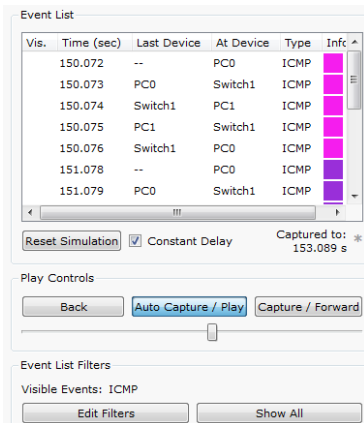 Event List
Vis. Time (sec) Last Device At Device Type Info
150.072 -- PC0 ICMP
150.073 PC0 Switch1 ICMP
150.074 Switch1 PC1 ICMP
150.075 PC1 Switch1 ICMP
150.076 Switch1 PC0 ICMP
151.078 -- PC0 ICMP
151.079 PC0 Switch1 ICMP
Reset Simulation Constant Delay Captured to: *
153.089 s
Play Controls
Back Auto Capture / Play Capture / Forward
Event List Filters
Visible Events: ICMP
Edit Filters Show All